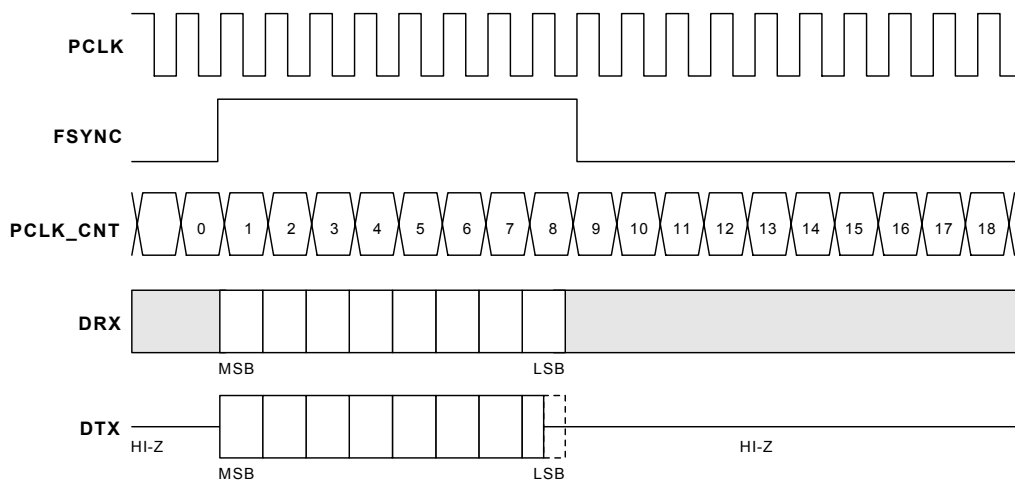 PCLK
FSYNC
PCLK_CNT 0 1 2 3 4 5 6 7 8 9 10 11 12 13 14 15 16 17 18
DRX
MSB LSB
DTX
HI-Z HI-Z
MSB LSB